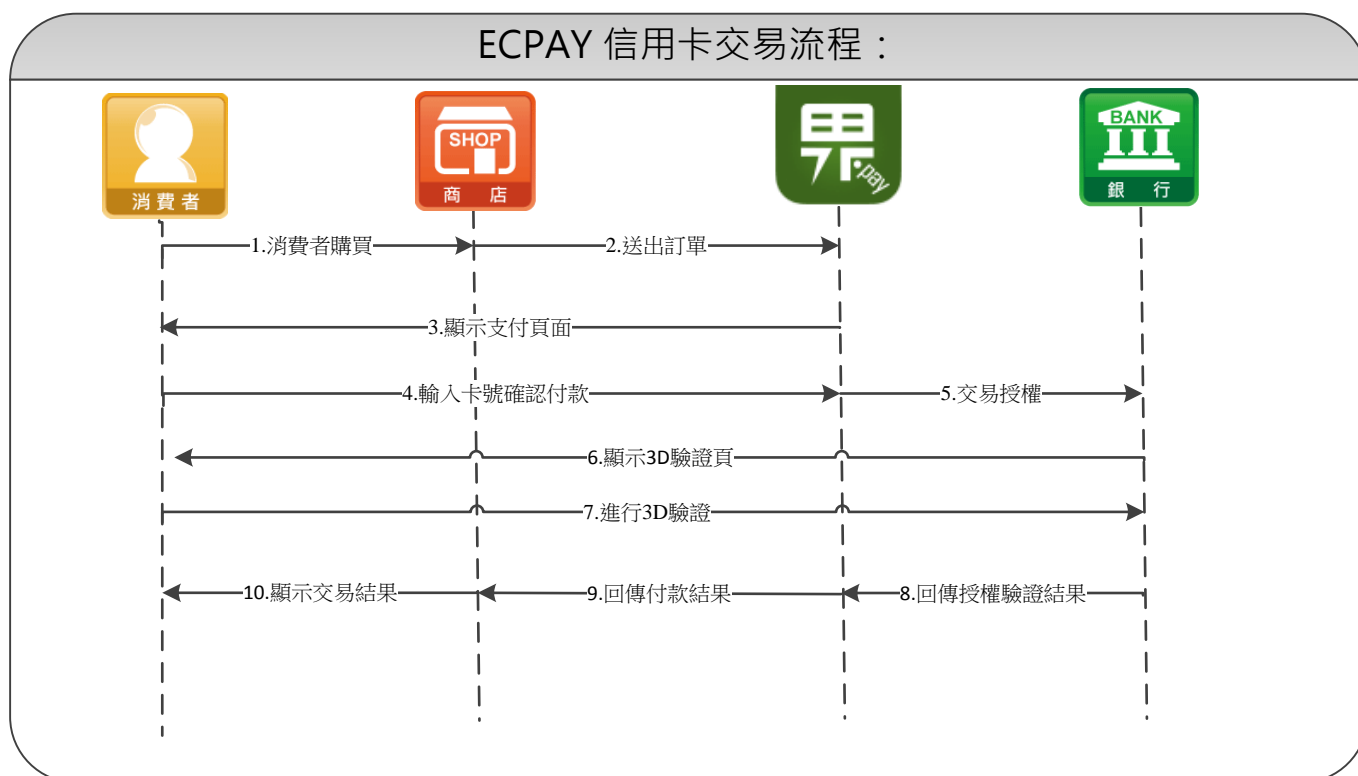 ECPAY 信用卡交易流程：
消費者
SHOP
商店
pay
BANK
銀行
1.消費者購買
2.送出訂單
3.顯示支付頁面
4.輸入卡號確認付款
5.交易授權
6.顯示3D驗證頁
7.進行3D驗證
10.顯示交易結果
9.回傳付款結果
8.回傳授權驗證結果